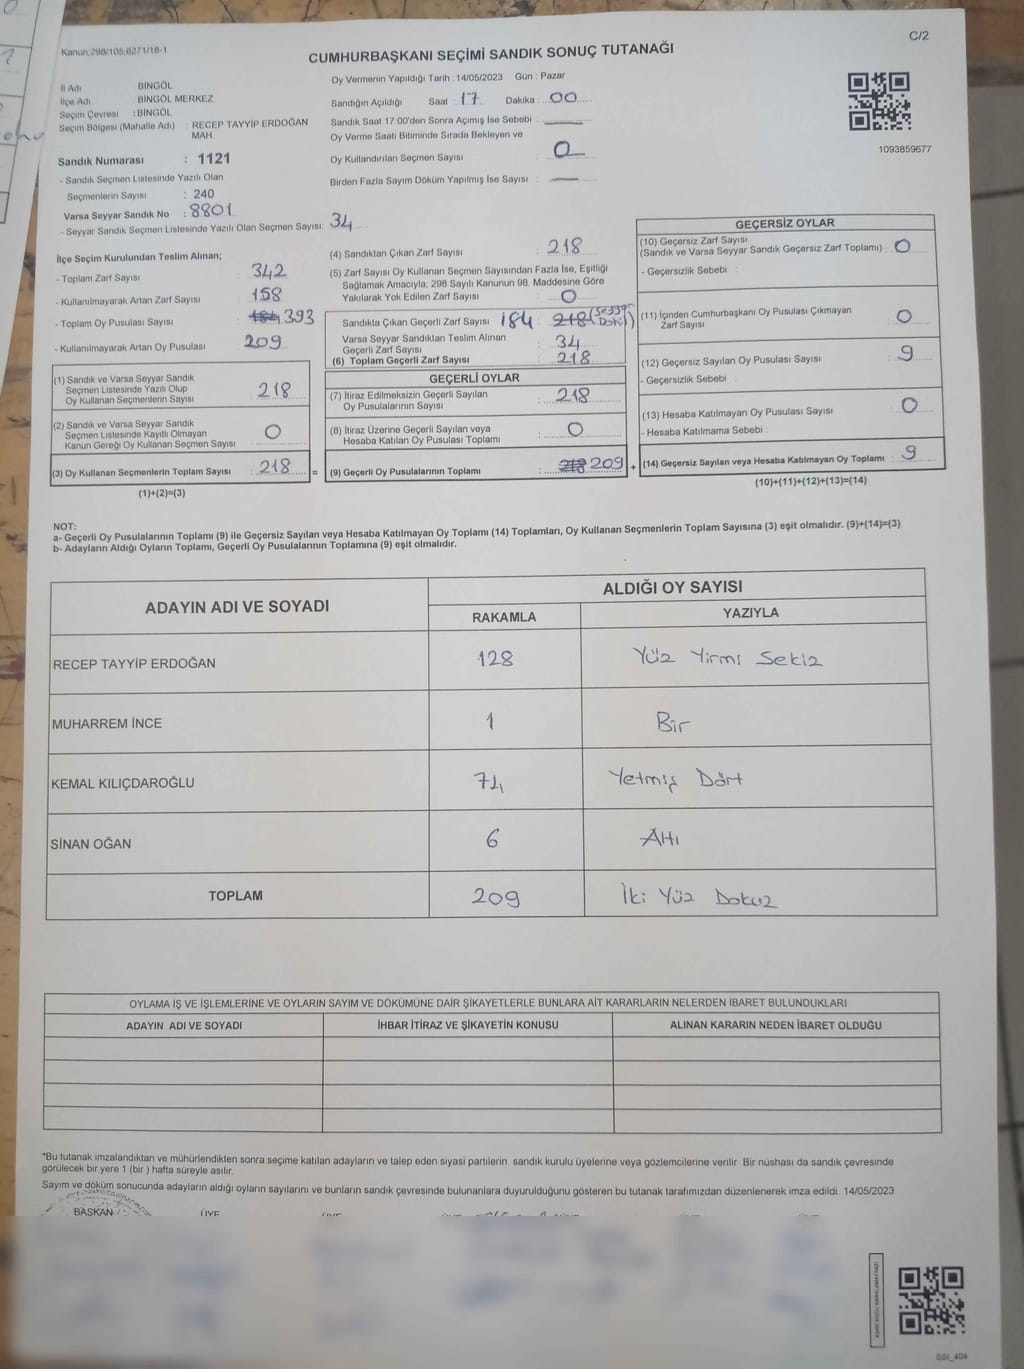 C/2
Kanun,298/105,6271/18-1
CUMHURBAŞKANI SEÇİMİ SANDIK SONUÇ TUTANAĞI
İl Adı BİNGÖL
İlçe Adı BİNGÖL MERKEZ
Seçim Çevresi : BİNGÖL
Seçim Bölgesi (Mahalle Adı) : RECEP TAYYİP ERDOĞAN MAH.
Sandık Numarası : 1121
- Sandık Seçmen Listesinde Yazılı Olan
Seçmenlerin Sayısı : 240
Varsa Seyyar Sandık No : 8801
- Seyyar Sandık Seçmen Listesinde Yazılı Olan Seçmen Sayısı: 34
Oy Vermenin Yapıldığı Tarih : 14/05/2023 Gün : Pazar
Sandığın Açıldığı Saat : 17 Dakika : 00
Sandık Saat 17 00'den Sonra Açımış İse Sebebi :
Oy Verme Saati Bitiminde Sırada Bekleyen ve
Oy Kullandırılan Seçmen Sayısı : 0
Birden Fazla Sayım Döküm Yapılmış İse Sayısı : —
1093859677
İlçe Seçim Kurulundan Teslim Alınan;
- Toplam Zarf Sayısı : 342
- Kullanılmayarak Artan Zarf Sayısı : 158
- Toplam Oy Pusulası Sayısı : 184 393
- Kullanılmayarak Artan Oy Pusulası : 209
(1) Sandık ve Varsa Seyyar Sandık
Seçmen Listesinde Yazılı Olup
Oy Kullanan Seçmenlerin Sayısı : 218
(2) Sandık ve Varsa Seyyar Sandık
Seçmen Listesinde Kayıtlı Olmayan
Kanun Gereği Oy Kullanan Seçmen Sayısı : 0
(3) Oy Kullanan Seçmenlerin Toplam Sayısı : 218 =
(1)+(2)=(3)
(4) Sandıktan Çıkan Zarf Sayısı : 218
(5) Zarf Sayısı Oy Kullanan Seçmen Sayısından Fazla İse, Eşitliği
Sağlamak Amacıyla; 298 Sayılı Kanunun 98. Maddesine Göre
Yakılarak Yok Edilen Zarf Sayısı : 0
Sandıkta Çıkan Geçerli Zarf Sayısı 184 : 218
Varsa Seyyar Sandıktan Teslim Alınan
Geçerli Zarf Sayısı : 34
(6) Toplam Geçerli Zarf Sayısı : 218
GEÇERLİ OYLAR
(7) İtiraz Edilmeksizin Geçerli Sayılan
Oy Pusulalarının Sayısı : 218
(8) İtiraz Üzerine Geçerli Sayılan veya
Hesaba Katılan Oy Pusulası Toplamı : 0
(9) Geçerli Oy Pusulalarının Toplamı : 218 209 +
GEÇERSİZ OYLAR
(10) Geçersiz Zarf Sayısı
(Sandık ve Varsa Seyyar Sandık Geçersiz Zarf Toplamı) : 0
- Geçersizlik Sebebi :
(11) İçinden Cumhurbaşkanı Oy Pusulası Çıkmayan
Zarf Sayısı : 0
(12) Geçersiz Sayılan Oy Pusulası Sayısı : 9
- Geçersizlik Sebebi :
(13) Hesaba Katılmayan Oy Pusulası Sayısı : 0
- Hesaba Katılmama Sebebi :
(14) Geçersiz Sayılan veya Hesaba Katılmayan Oy Toplamı : 9
(10)+(11)+(12)+(13)=(14)
NOT:
a- Geçerli Oy Pusulalarının Toplamı (9) ile Geçersiz Sayılan veya Hesaba Katılmayan Oy Toplamı (14) Toplamları, Oy Kullanan Seçmenlerin Toplam Sayısına (3) eşit olmalıdır. (9)+(14)=(3)
b- Adayların Aldığı Oyların Toplamı, Geçerli Oy Pusulalarının Toplamına (9) eşit olmalıdır.
ADAYIN ADI VE SOYADI ALDIĞI OY SAYISI
RAKAMLA YAZIYLA
RECEP TAYYİP ERDOĞAN 128 Yüz Yirmi Sekiz
MUHARREM İNCE 1 Bir
KEMAL KILIÇDAROĞLU 74 Yetmiş Dört
SİNAN OĞAN 6 Altı
TOPLAM 209 İki Yüz Dokuz
OYLAMA İŞ VE İŞLEMLERİNE VE OYLARIN SAYIM VE DÖKÜMÜNE DAİR ŞİKAYETLERLE BUNLARA AİT KARARLARIN NELERDEN İBARET BULUNDUKLARI
ADAYIN ADI VE SOYADI İHBAR İTİRAZ VE ŞİKAYETİN KONUSU ALINAN KARARIN NEDEN İBARET OLDUĞU
*Bu tutanak imzalandıktan ve mühürlendikten sonra seçime katılan adayların ve talep eden siyasi partilerin sandık kurulu üyelerine veya gözlemcilerine verilir. Bir nüshası da sandık çevresinde
görülecek bir yere 1 (bir ) hafta süreyle asılır.
Sayım ve döküm sonucunda adayların aldığı oyların sayılarını ve bunların sandık çevresinde bulunanlara duyurulduğunu gösteren bu tutanak tarafımızdan düzenlenerek imza edildi. 14/05/2023
BAŞKAN ÜYE
SS1_404